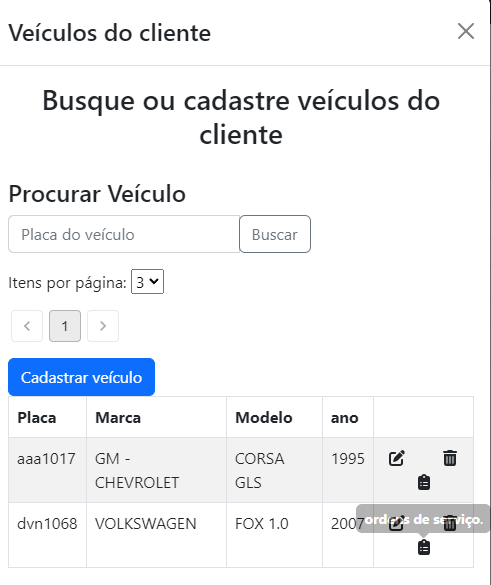 Veículos do cliente
Busque ou cadastre veículos do
cliente
Procurar Veículo
Placa do veículo Buscar
Itens por página: 3
1
Cadastrar veículo
Placa Marca Modelo ano
aaa1017 GM - CORSA 1995
CHEVROLET GLS
ordens de serviço.
dvn1068 VOLKSWAGEN FOX 1.0 2007